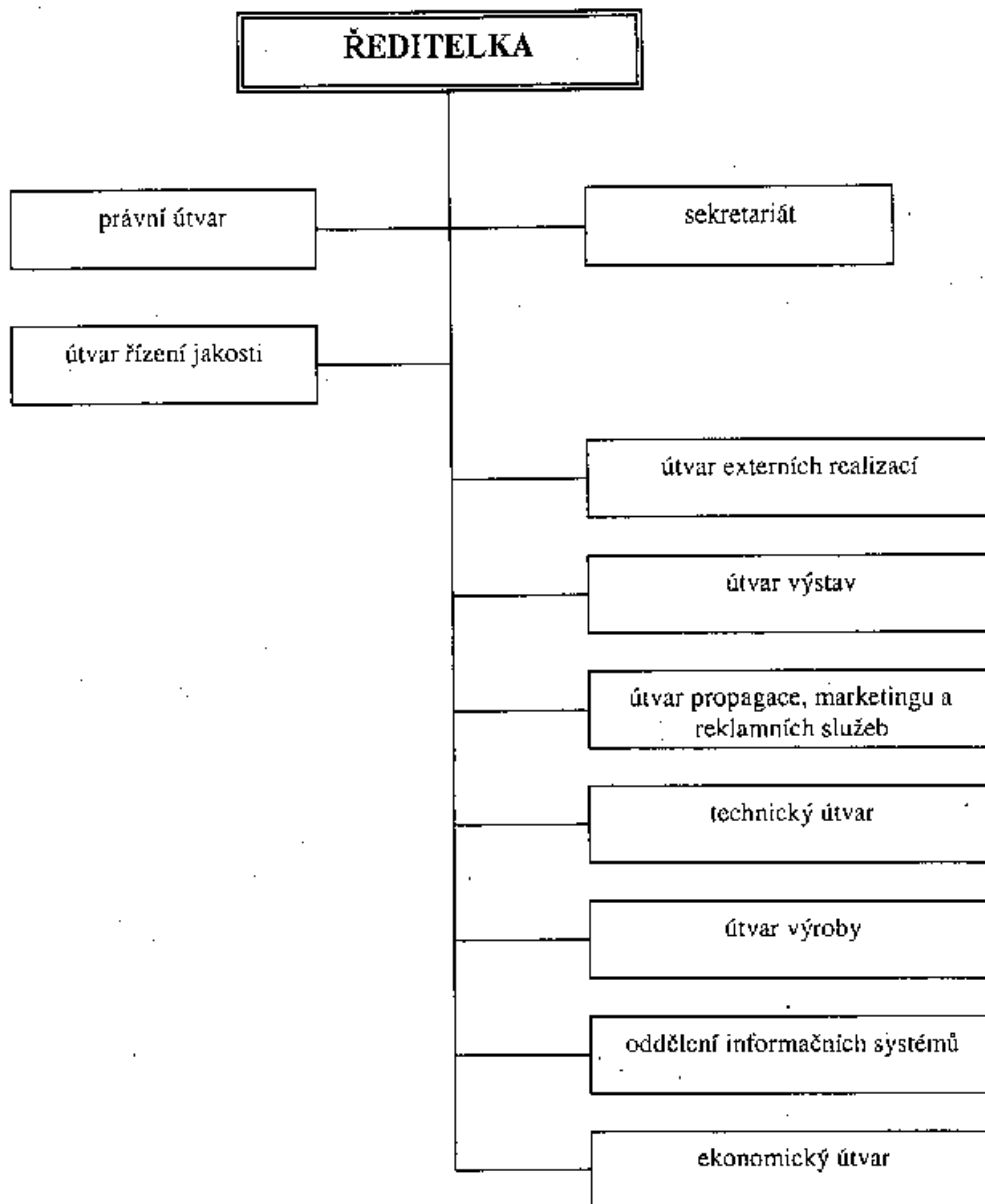 ŘEDITELKA
právní útvar
sekretariát
útvar řízení jakosti
útvar externích realizací
útvar výstav
útvar propagace, marketingu a
reklamních služeb
technický útvar
útvar výroby
oddělení informačních systémů
ekonomický útvar